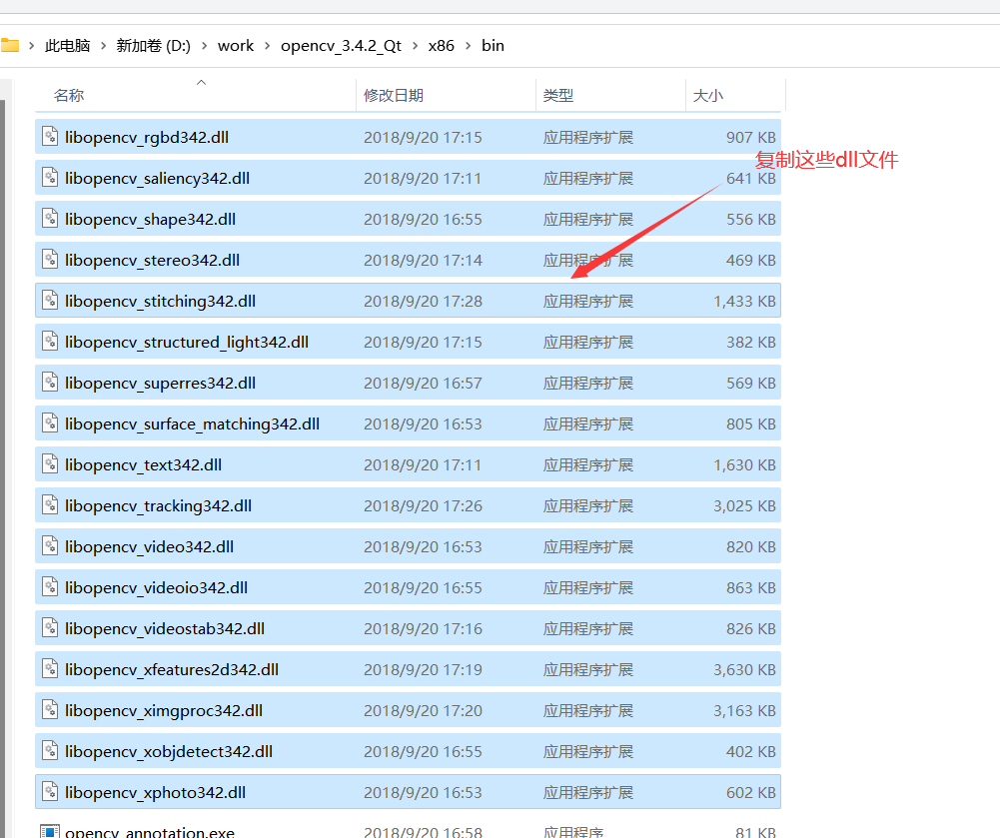 此电脑 › 新加卷 (D:) › work › opencv_3.4.2_Qt › x86 › bin
名称 修改日期 类型 大小
libopencv_rgbd342.dll 2018/9/20 17:15 应用程序扩展 907 KB
复制这些dll文件
libopencv_saliency342.dll 2018/9/20 17:11 应用程序扩展 641 KB
libopencv_shape342.dll 2018/9/20 16:55 应用程序扩展 556 KB
libopencv_stereo342.dll 2018/9/20 17:14 应用程序扩展 469 KB
libopencv_stitching342.dll 2018/9/20 17:28 应用程序扩展 1,433 KB
libopencv_structured_light342.dll 2018/9/20 17:15 应用程序扩展 382 KB
libopencv_superres342.dll 2018/9/20 16:57 应用程序扩展 569 KB
libopencv_surface_matching342.dll 2018/9/20 16:53 应用程序扩展 805 KB
libopencv_text342.dll 2018/9/20 17:11 应用程序扩展 1,630 KB
libopencv_tracking342.dll 2018/9/20 17:26 应用程序扩展 3,025 KB
libopencv_video342.dll 2018/9/20 16:53 应用程序扩展 820 KB
libopencv_videoio342.dll 2018/9/20 16:55 应用程序扩展 863 KB
libopencv_videostab342.dll 2018/9/20 17:16 应用程序扩展 826 KB
libopencv_xfeatures2d342.dll 2018/9/20 17:19 应用程序扩展 3,630 KB
libopencv_ximgproc342.dll 2018/9/20 17:20 应用程序扩展 3,163 KB
libopencv_xobjdetect342.dll 2018/9/20 16:55 应用程序扩展 402 KB
libopencv_xphoto342.dll 2018/9/20 16:53 应用程序扩展 602 KB
opencv_annotation.exe 2018/9/20 16:58 应用程序 81 KB